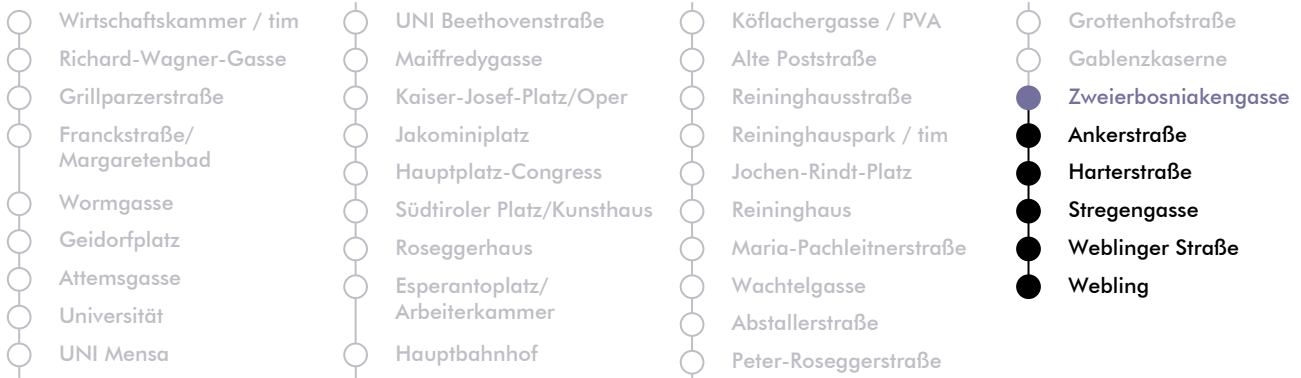 Wirtschaftskammer / tim
Richard-Wagner-Gasse
Grillparzerstraße
Franckstraße/
Margaretenbad
Wormgasse
Geidorfplatz
Attemsgasse
Universität
UNI Mensa
UNI Beethovenstraße
Maiffredygasse
Kaiser-Josef-Platz/Oper
Jakominiplatz
Hauptplatz-Congress
Südtiroler Platz/Kunsthaus
Roseggerhaus
Esperantoplatz/
Arbeiterkammer
Hauptbahnhof
Köflachergasse / PVA
Alte Poststraße
Reininghausstraße
Reininghauspark / tim
Jochen-Rindt-Platz
Reininghaus
Maria-Pachleitnerstraße
Wachtelgasse
Abstallerstraße
Peter-Roseggerstraße
Grottenhofstraße
Gablenzkaserne
Zweierbosniakengasse
Ankerstraße
Harterstraße
Stregengasse
Weblinger Straße
Webling